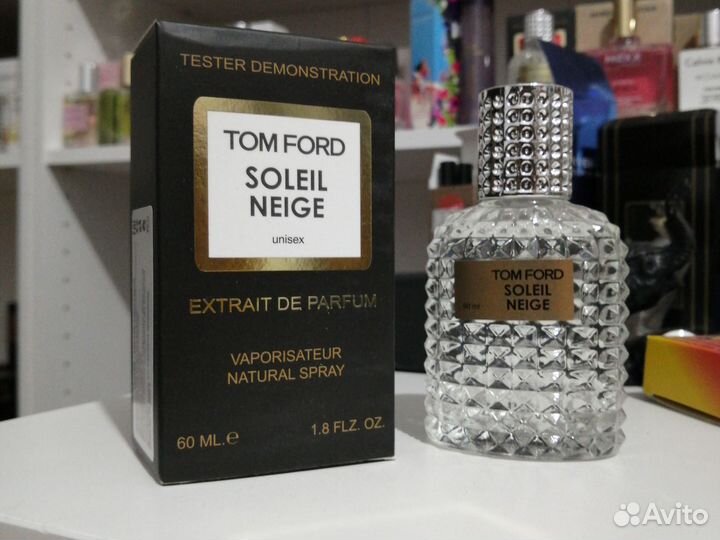 TESTER DEMONSTRATION
TOM FORD
SOLEIL
NEIGE
unisex
EXTRAIT DE PARFUM
VAPORISATEUR
NATURAL SPRAY
60 ML.e
1.8 FLZ. OZ.
TOM FORD
SOLEIL
NEIGE
Avito